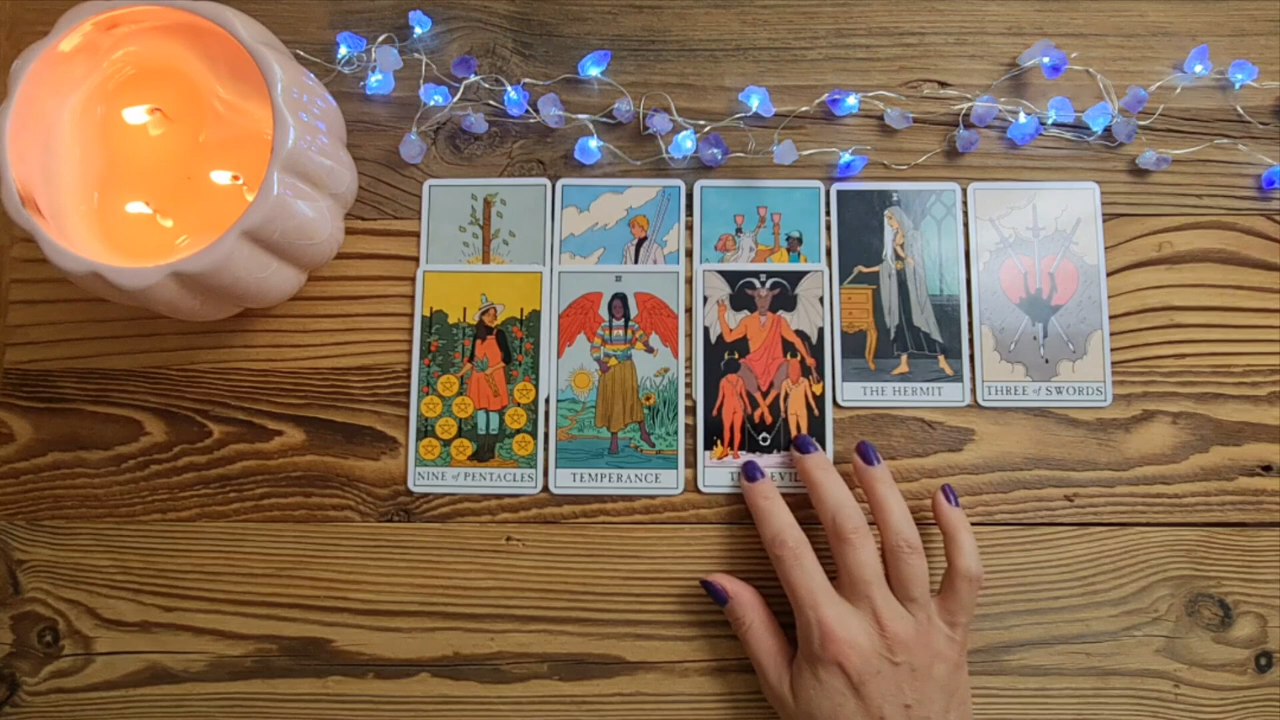 THE HERMIT
THREE of SWORDS
NINE of PENTACLES
TEMPERANCE